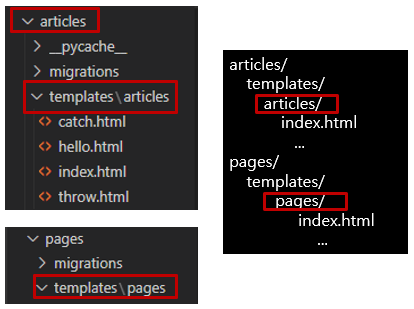 articles
__pycache__
migrations
templates\articles
catch.html
hello.html
index.html
throw.html
pages
migrations
templates\pages
articles/
templates/
articles/
index.html
...
pages/
templates/
pages/
index.html
...